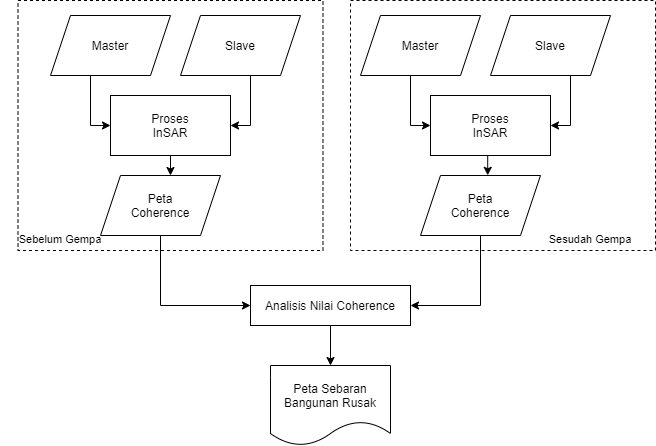 Master
Slave
Proses
InSAR
Peta
Coherence
Sebelum Gempa
Master
Slave
Proses
InSAR
Peta
Coherence
Sesudah Gempa
Analisis Nilai Coherence
Peta Sebaran
Bangunan Rusak